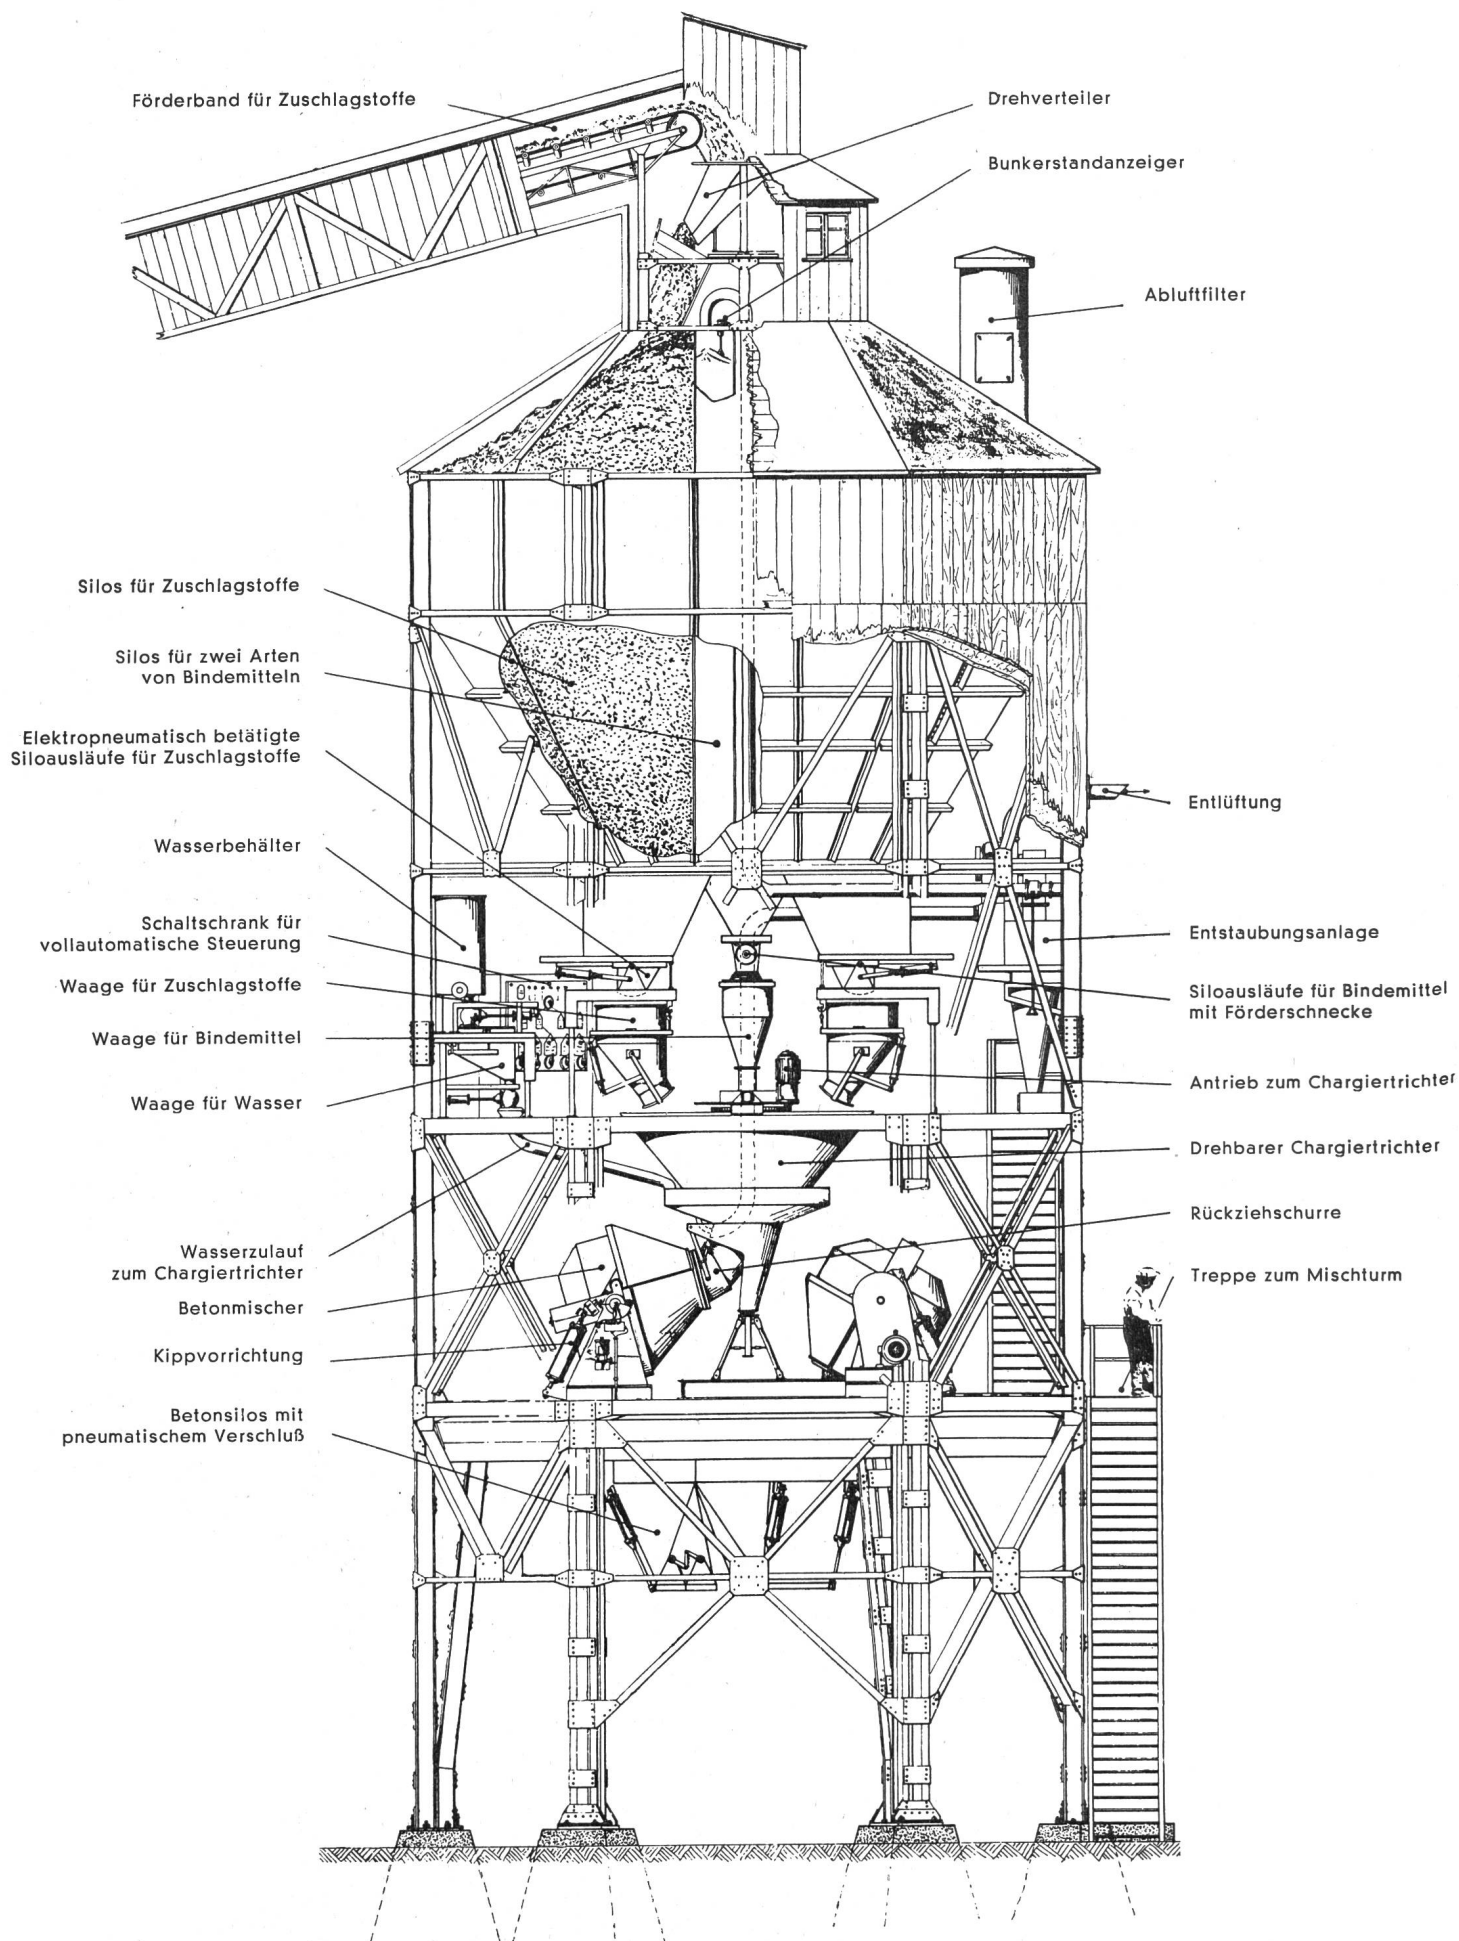 Förderband für Zuschlagstoffe
Drehverteiler
Bunkerstandanzeiger
Abluftfilter
Silos für Zuschlagstoffe
Silos für zwei Arten
von Bindemitteln
Elektropneumatisch betätigte
Siloausläufe für Zuschlagstoffe
Wasserbehälter
Schaltschrank für
vollautomatische Steuerung
Waage für Zuschlagstoffe
Waage für Bindemittel
Waage für Wasser
Wasserzulauf
zum Chargiertrichter
Betonmischer
Kippvorrichtung
Betonsilos mit
pneumatischem Verschluß
Entlüftung
Entstaubungsanlage
Siloausläufe für Bindemittel
mit Förderschnecke
Antrieb zum Chargiertrichter
Drehbarer Chargiertrichter
Rückziehschurre
Treppe zum Mischturm